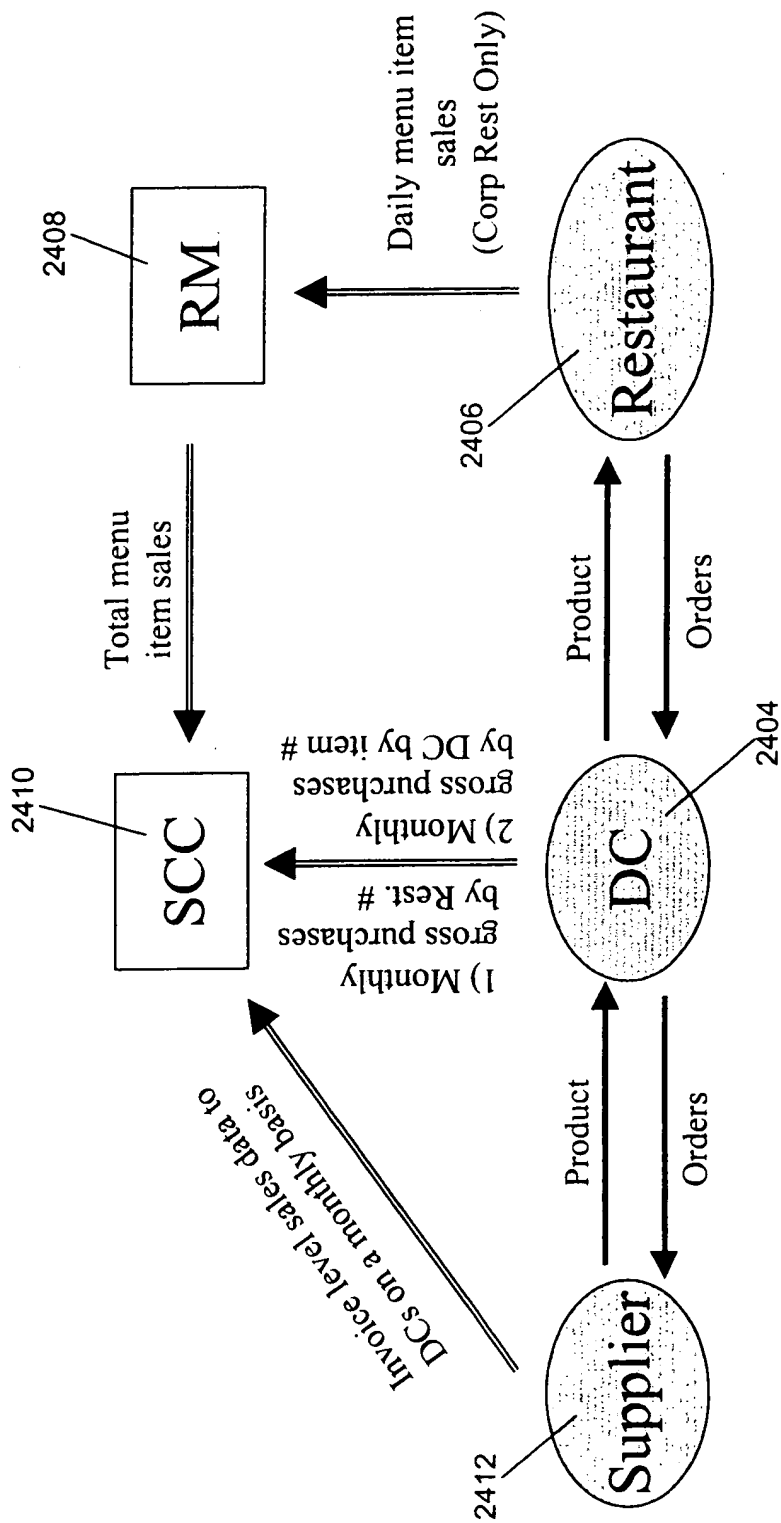 2410
SCC
Total menu
item sales
2408
RM
Invoice level sales data to
DCs on a monthly basis
1) Monthly
gross purchases
by Rest. #
2) Monthly
gross purchases
by DC by item #
Daily menu item
sales
(Corp Rest Only)
2412
Supplier
Product
Orders
DC
2404
Product
Orders
2406
Restaurant